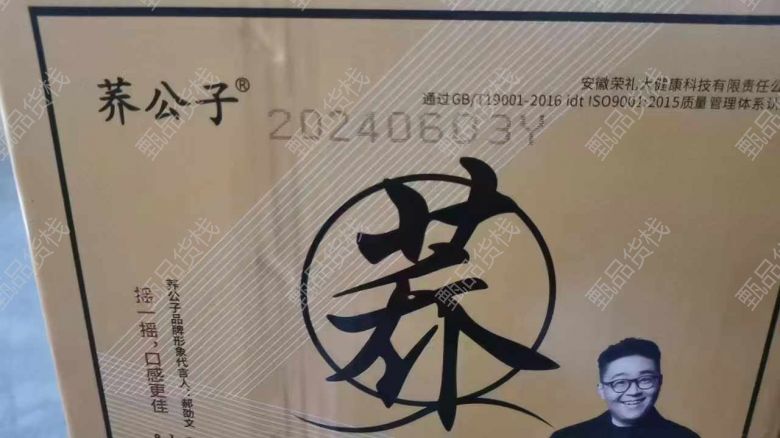 荞公子®
安徽荣礼大健康科技有限责任公
通过GB/T19001-2016 idt ISO9001:2015质量管理体系认
20240603Y
荞
荞公子品牌形象代言人：郝劭文
摇一摇，口感更佳
甄品货栈